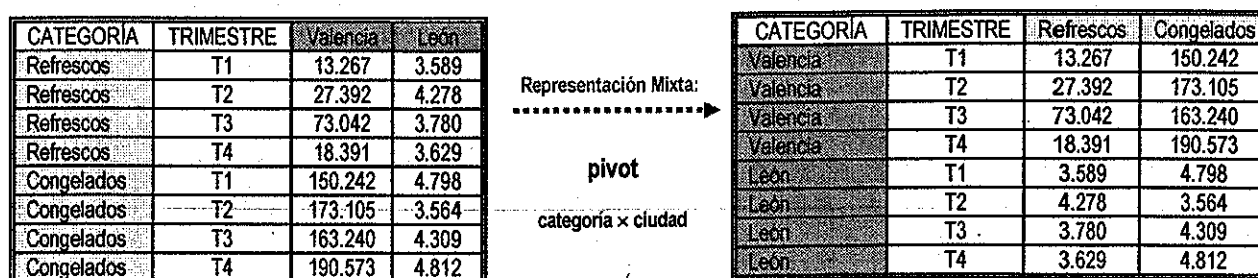 CATEGORÍA TRIMESTRE Valencia León
Refrescos T1 13.267 3.589
Refrescos T2 27.392 4.278
Refrescos T3 73.042 3.780
Refrescos T4 18.391 3.629
Congelados T1 150.242 4.798
Congelados T2 173.105 3.564
Congelados T3 163.240 4.309
Congelados T4 190.573 4.812
Representación Mixta:
pivot
categoría × ciudad
CATEGORÍA TRIMESTRE Refrescos Congelados
Valencia T1 13.267 150.242
Valencia T2 27.392 173.105
Valencia T3 73.042 163.240
Valencia T4 18.391 190.573
León T1 3.589 4.798
León T2 4.278 3.564
León T3 3.780 4.309
León T4 3.629 4.812